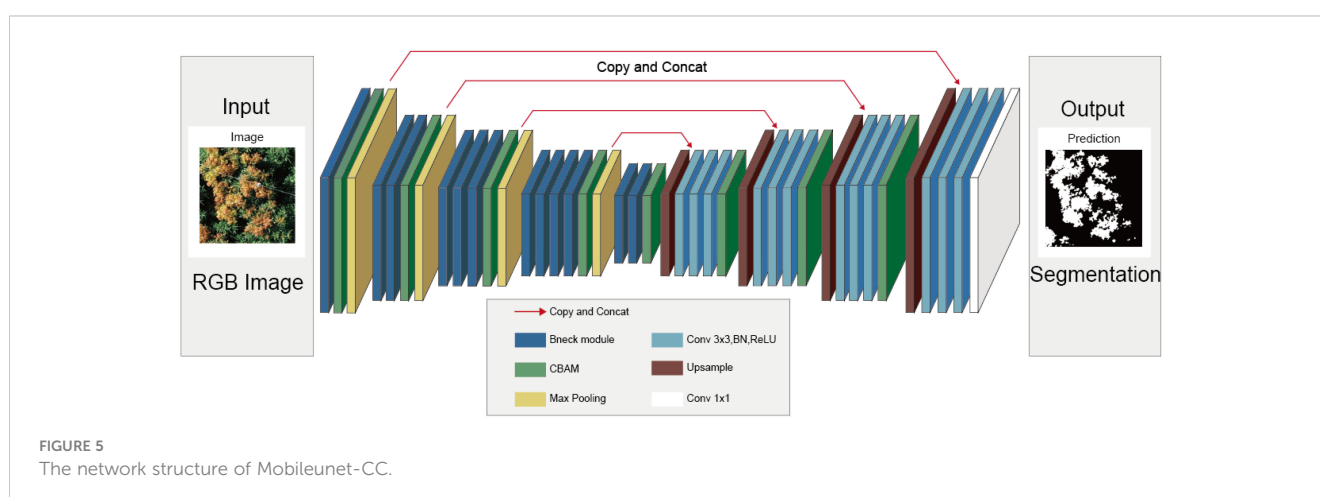 Copy and Concat
Input
Image
RGB Image
Output
Prediction
Segmentation
Copy and Concat
Bneck module
Conv 3x3,BN,ReLU
CBAM
Upsample
Max Pooling
Conv 1x1
FIGURE 5
The network structure of Mobileunet-CC.